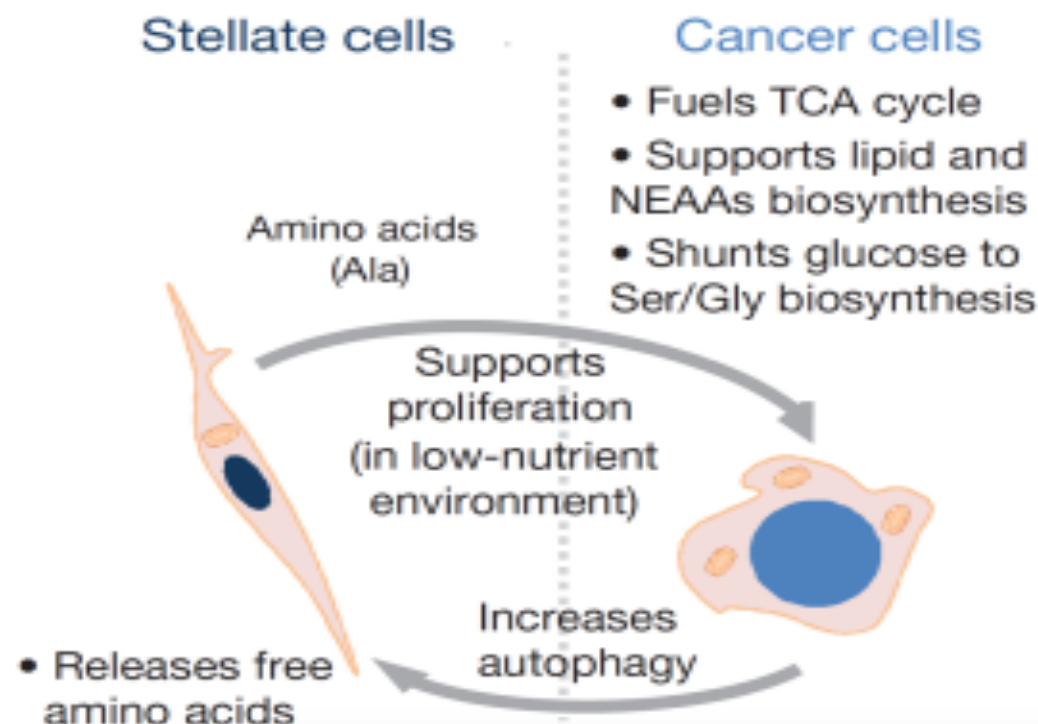 Stellate cells
Cancer cells
• Fuels TCA cycle
• Supports lipid and
NEAAs biosynthesis
• Shunts glucose to
Ser/Gly biosynthesis
Amino acids
(Ala)
Supports
proliferation
(in low-nutrient
environment)
Increases
autophagy
• Releases free
amino acids